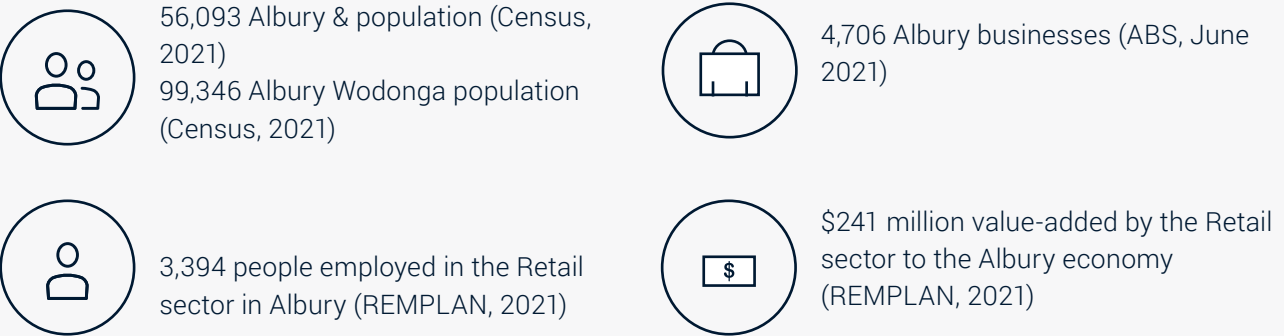 56,093 Albury & population (Census,
2021)
99,346 Albury Wodonga population
(Census, 2021)
4,706 Albury businesses (ABS, June
2021)
3,394 people employed in the Retail
sector in Albury (REMPLAN, 2021)
$
$241 million value-added by the Retail
sector to the Albury economy
(REMPLAN, 2021)